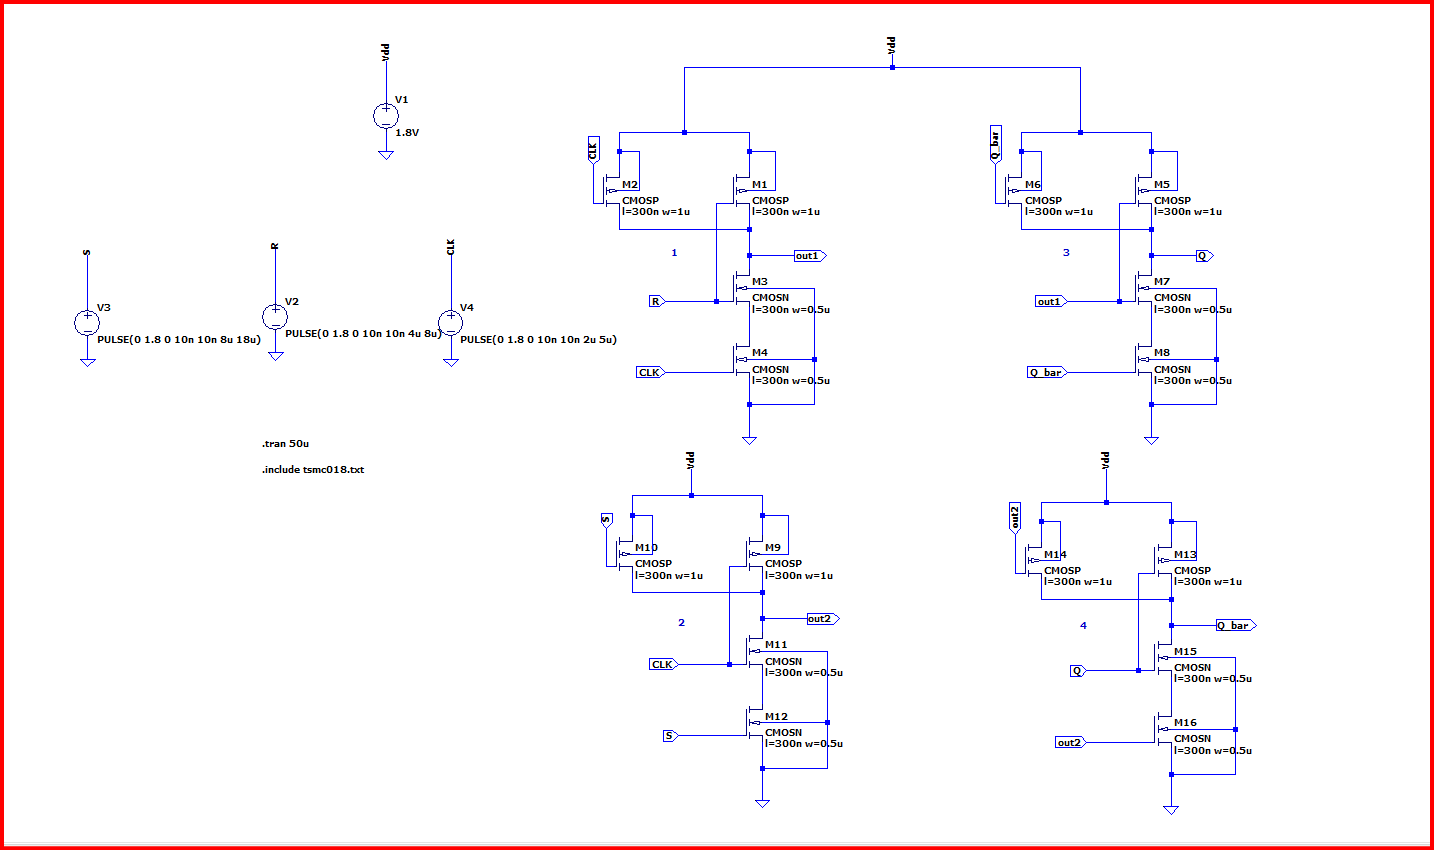 Vdd
V1
1.8V
S
V3
PULSE(0 1.8 0 10n 10n 8u 18u)
R
V2
PULSE(0 1.8 0 10n 10n 4u 8u)
CLK
V4
PULSE(0 1.8 0 10n 10n 2u 5u)
.tran 50u
.include tsmc018.txt
Vdd
CLK
M2
CMOSP
l=300n w=1u
M1
CMOSP
l=300n w=1u
1
out1
R
M3
CMOSN
l=300n w=0.5u
CLK
M4
CMOSN
l=300n w=0.5u
Q_bar
M6
CMOSP
l=300n w=1u
M5
CMOSP
l=300n w=1u
3
Q
out1
M7
CMOSN
l=300n w=0.5u
Q_bar
M8
CMOSN
l=300n w=0.5u
Vdd
S
M10
CMOSP
l=300n w=1u
M9
CMOSP
l=300n w=1u
2
out2
CLK
M11
CMOSN
l=300n w=0.5u
S
M12
CMOSN
l=300n w=0.5u
Vdd
out2
M14
CMOSP
l=300n w=1u
M13
CMOSP
l=300n w=1u
4
Q_bar
Q
M15
CMOSN
l=300n w=0.5u
out2
M16
CMOSN
l=300n w=0.5u